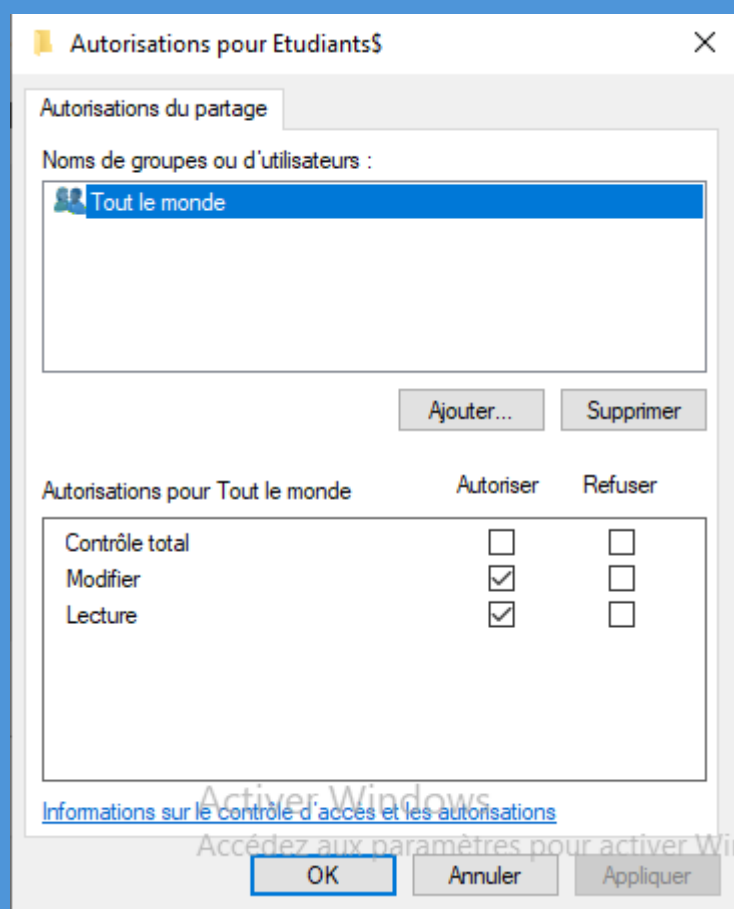 Autorisations pour Etudiants$
Autorisations du partage
Noms de groupes ou d'utilisateurs :
Tout le monde
Ajouter...
Supprimer
Autorisations pour Tout le monde
Autoriser
Refuser
Contrôle total
Modifier
Lecture
Activer Windows
Informations sur le contrôle d'accès et les autorisations
Accédez aux paramètres pour activer Win
OK
Annuler
Appliquer